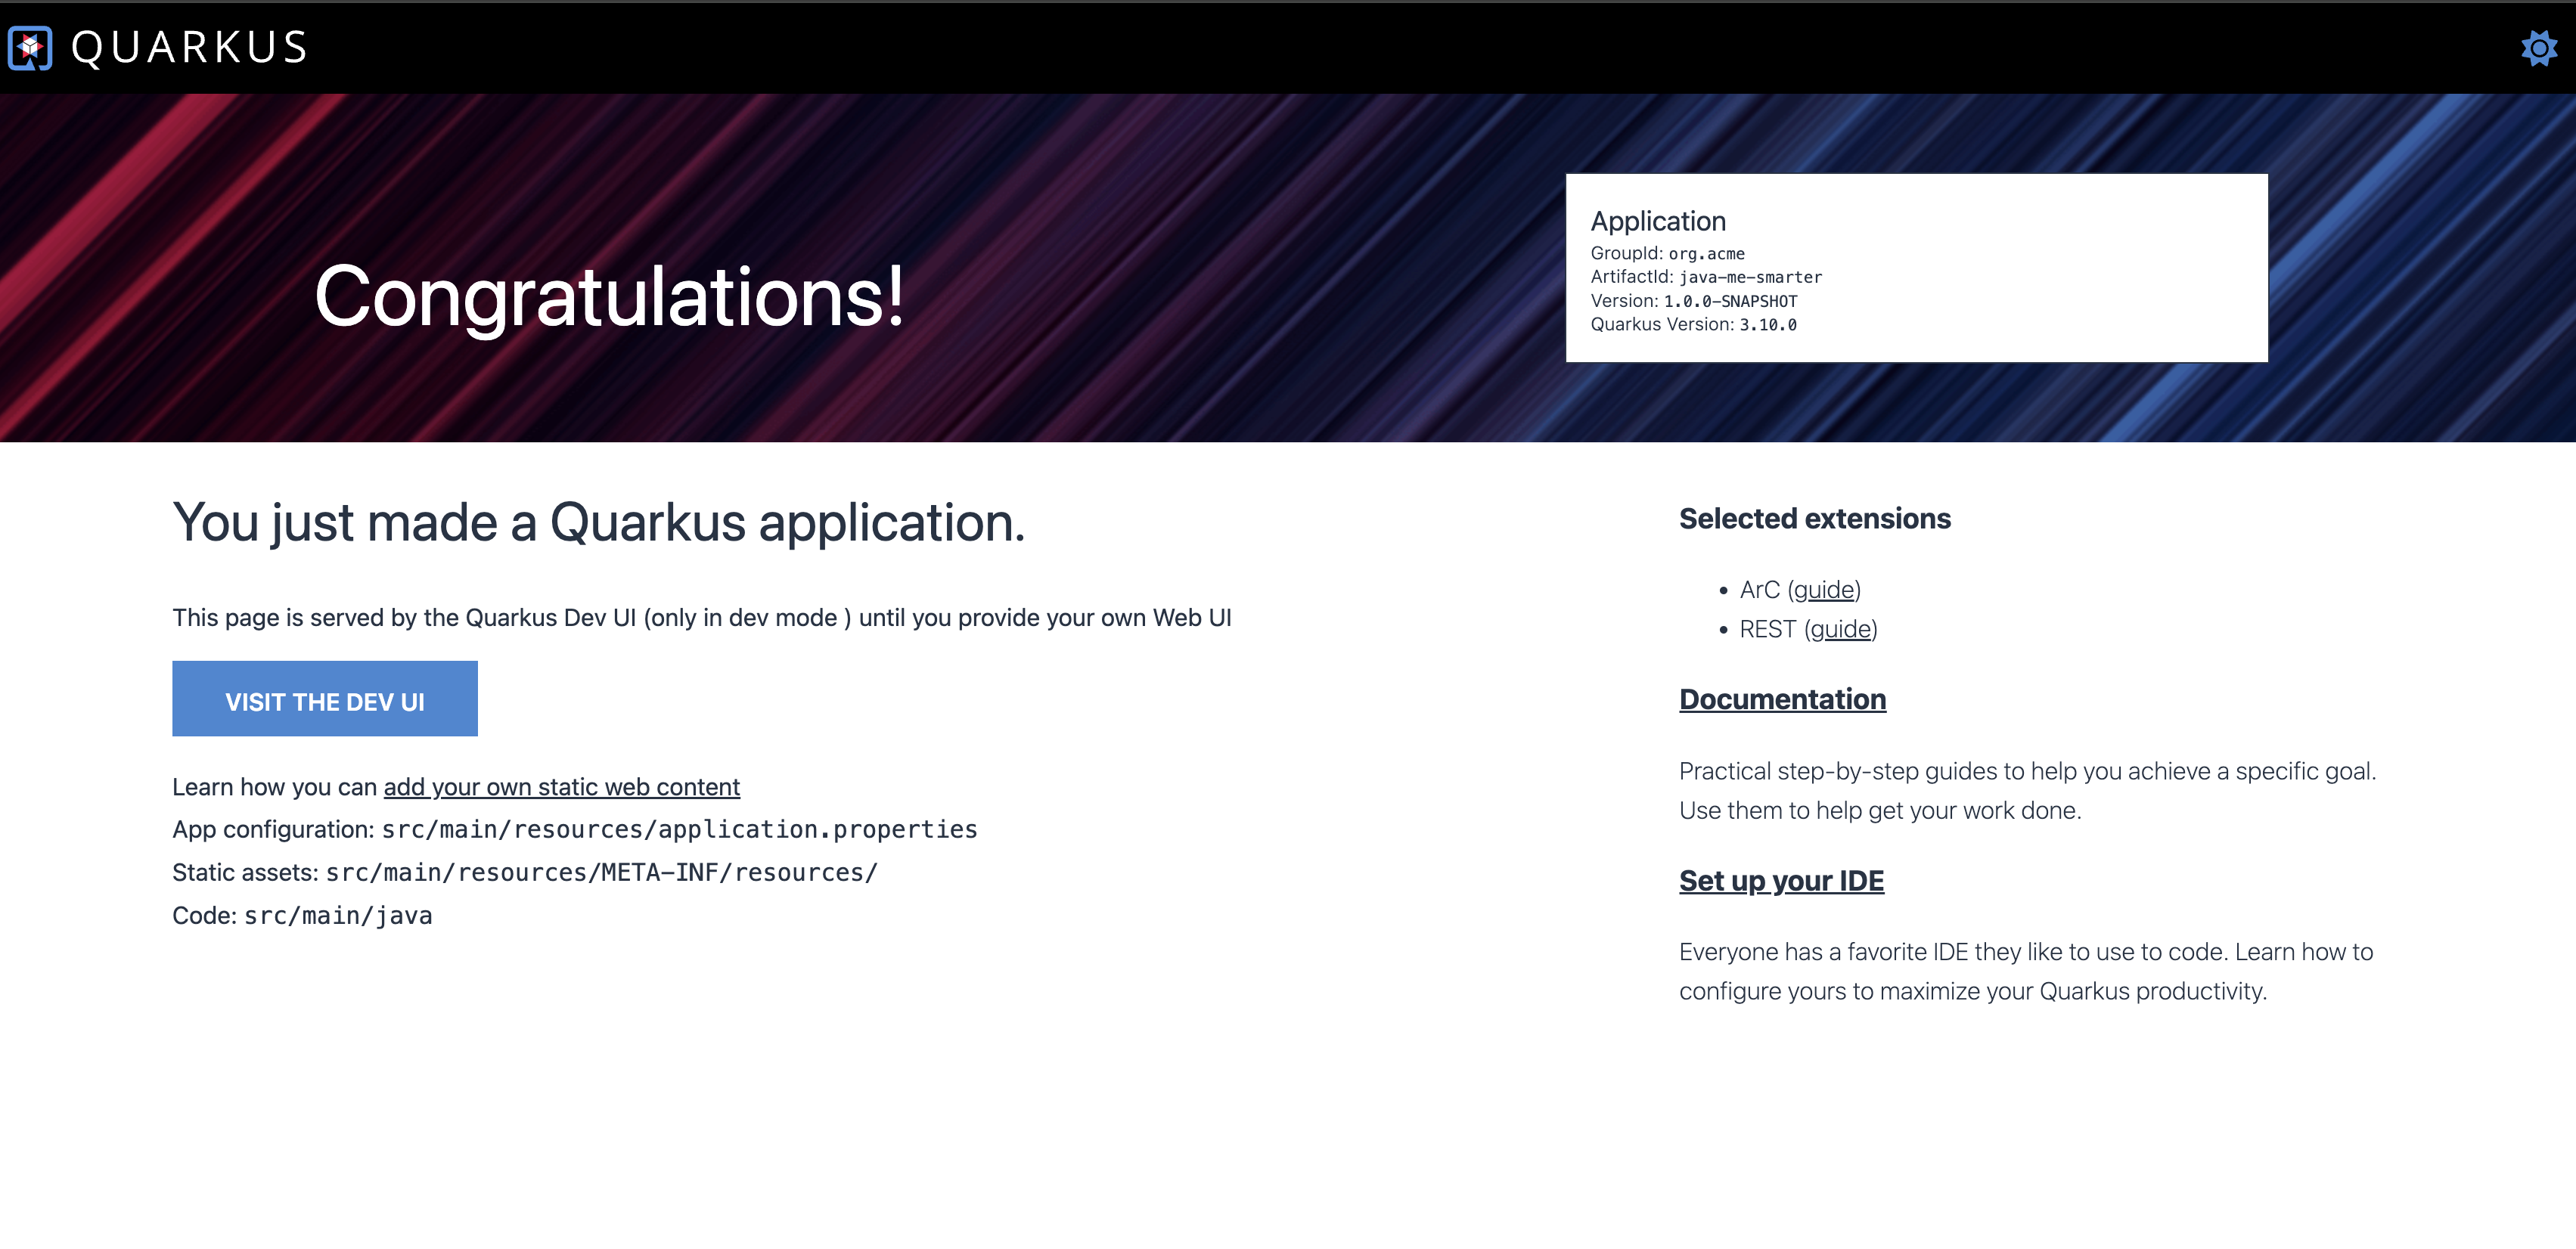 QUARKUS
Congratulations!
Application
GroupId: org.acme
ArtifactId: java-me-smarter
Version: 1.0.0-SNAPSHOT
Quarkus Version: 3.10.0
You just made a Quarkus application.
This page is served by the Quarkus Dev UI (only in dev mode ) until you provide your own Web UI
VISIT THE DEV UI
Learn how you can add your own static web content
App configuration: src/main/resources/application.properties
Static assets: src/main/resources/META-INF/resources/
Code: src/main/java
Selected extensions
• ArC (guide)
• REST (guide)
Documentation
Practical step-by-step guides to help you achieve a specific goal.
Use them to help get your work done.
Set up your IDE
Everyone has a favorite IDE they like to use to code. Learn how to
configure yours to maximize your Quarkus productivity.